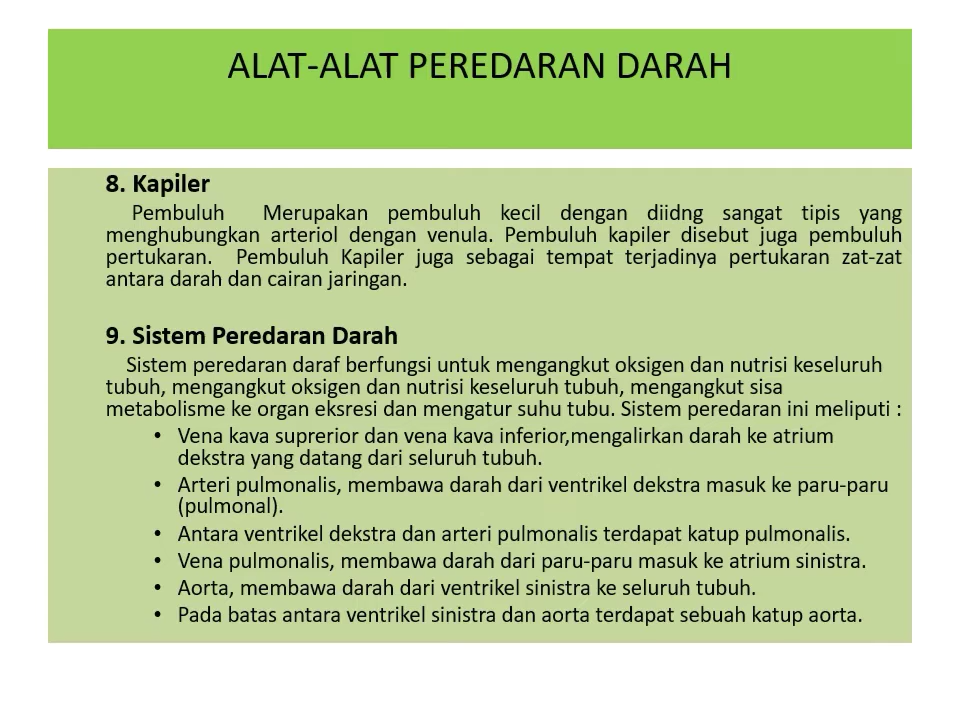 ALAT-ALAT PEREDARAN DARAH
8. Kapiler
Pembuluh Merupakan pembuluh kecil dengan diidng sangat tipis yang
menghubungkan arteriol dengan venula. Pembuluh kapiler disebut juga pembuluh
pertukaran. Pembuluh Kapiler juga sebagai tempat terjadinya pertukaran zat-zat
antara darah dan cairan jaringan.
9. Sistem Peredaran Darah
Sistem peredaran daraf berfungsi untuk mengangkut oksigen dan nutrisi keseluruh
tubuh, mengangkut oksigen dan nutrisi keseluruh tubuh, mengangkut sisa
metabolisme ke organ eksresi dan mengatur suhu tubu. Sistem peredaran ini meliputi :
• Vena kava suprerior dan vena kava inferior,mengalirkan darah ke atrium
dekstra yang datang dari seluruh tubuh.
• Arteri pulmonalis, membawa darah dari ventrikel dekstra masuk ke paru-paru
(pulmonal).
• Antara ventrikel dekstra dan arteri pulmonalis terdapat katup pulmonalis.
• Vena pulmonalis, membawa darah dari paru-paru masuk ke atrium sinistra.
• Aorta, membawa darah dari ventrikel sinistra ke seluruh tubuh.
• Pada batas antara ventrikel sinistra dan aorta terdapat sebuah katup aorta.